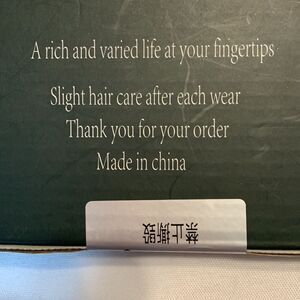 A rich and varied life at your fingertips
Slight hair care after each wear
Thank you for your order
Made in china
禁止撕毁